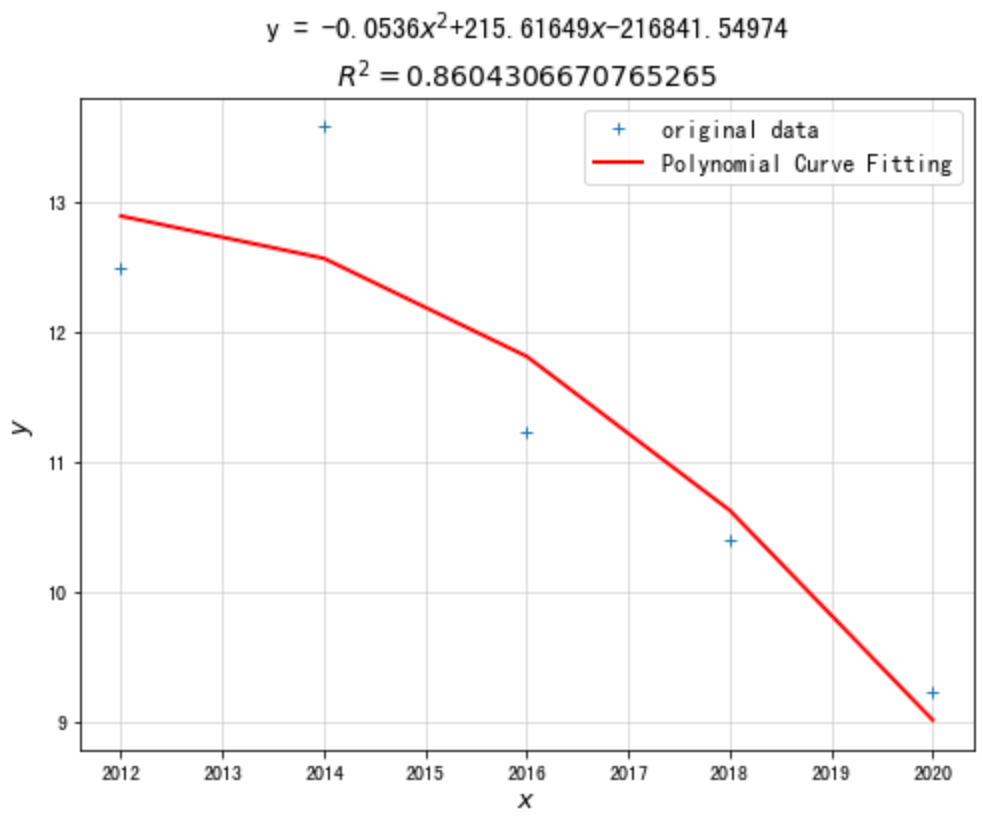 y = −0.0536x²+215.61649x−216841.54974
R² = 0.8604306670765265
original data
Polynomial Curve Fitting
13
12
11
10
9
y
2012 2013 2014 2015 2016 2017 2018 2019 2020
x